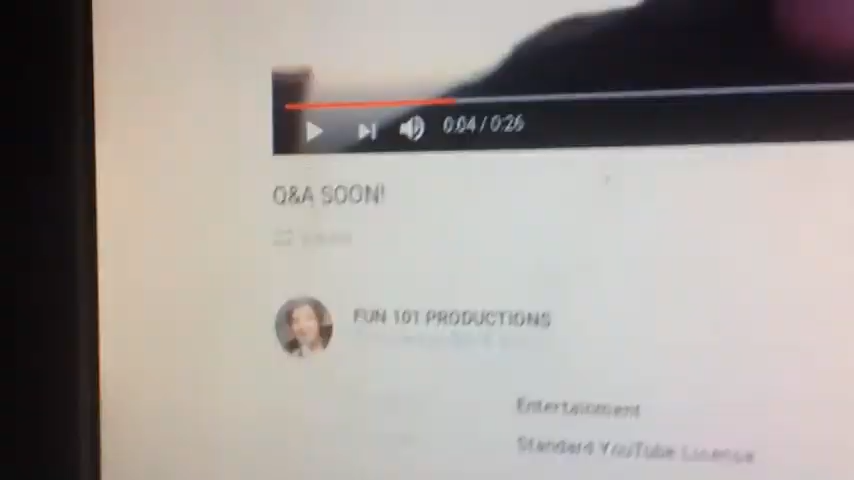 0:04 / 0:26
Q&A SOON!
FUN 101 PRODUCTIONS
Entertainment
Standard YouTube License